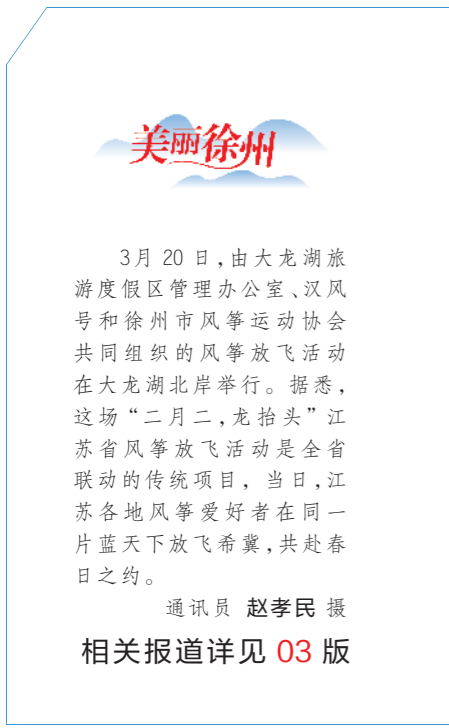 美丽徐州
3月 20 日,由大龙湖旅
游度假区管理办公室、汉风
号和徐州市风筝运动协会
共同组织的风筝放飞活动
在大龙湖北岸举行。据悉,
这场“二月二,龙抬头”江
苏省风筝放飞活动是全省
联动的传统项目, 当日,江
苏各地风筝爱好者在同一
片蓝天下放飞希冀,共赴春
日之约。
通讯员 赵孝民 摄
相关报道详见 03 版